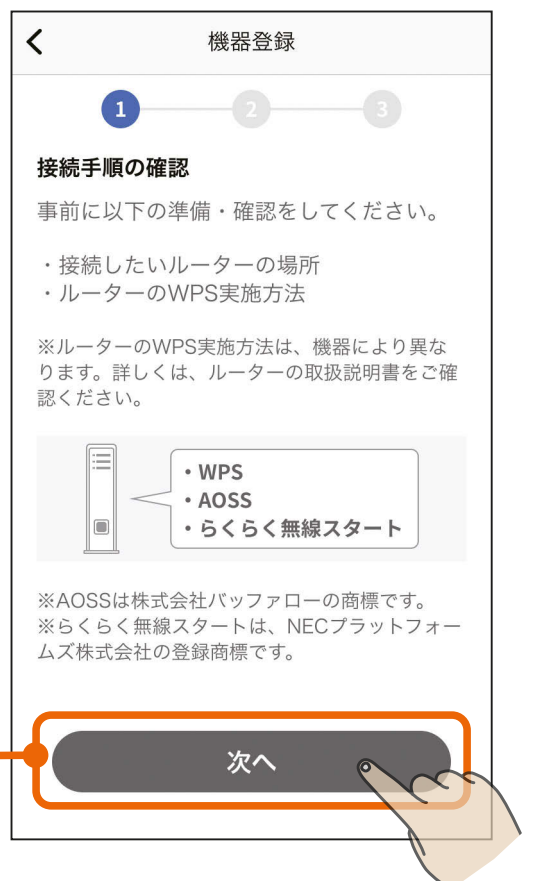 機器登録
1 2 3
接続手順の確認
事前に以下の準備・確認をしてください。
・接続したいルーターの場所
・ルーターのWPS実施方法
※ルーターのWPS実施方法は、機器により異な
ります。詳しくは、ルーターの取扱説明書をご確
認ください。
・WPS
・AOSS
・らくらく無線スタート
※AOSSは株式会社バッファローの商標です。
※らくらく無線スタートは、NECプラットフォー
ムズ株式会社の登録商標です。
次へ